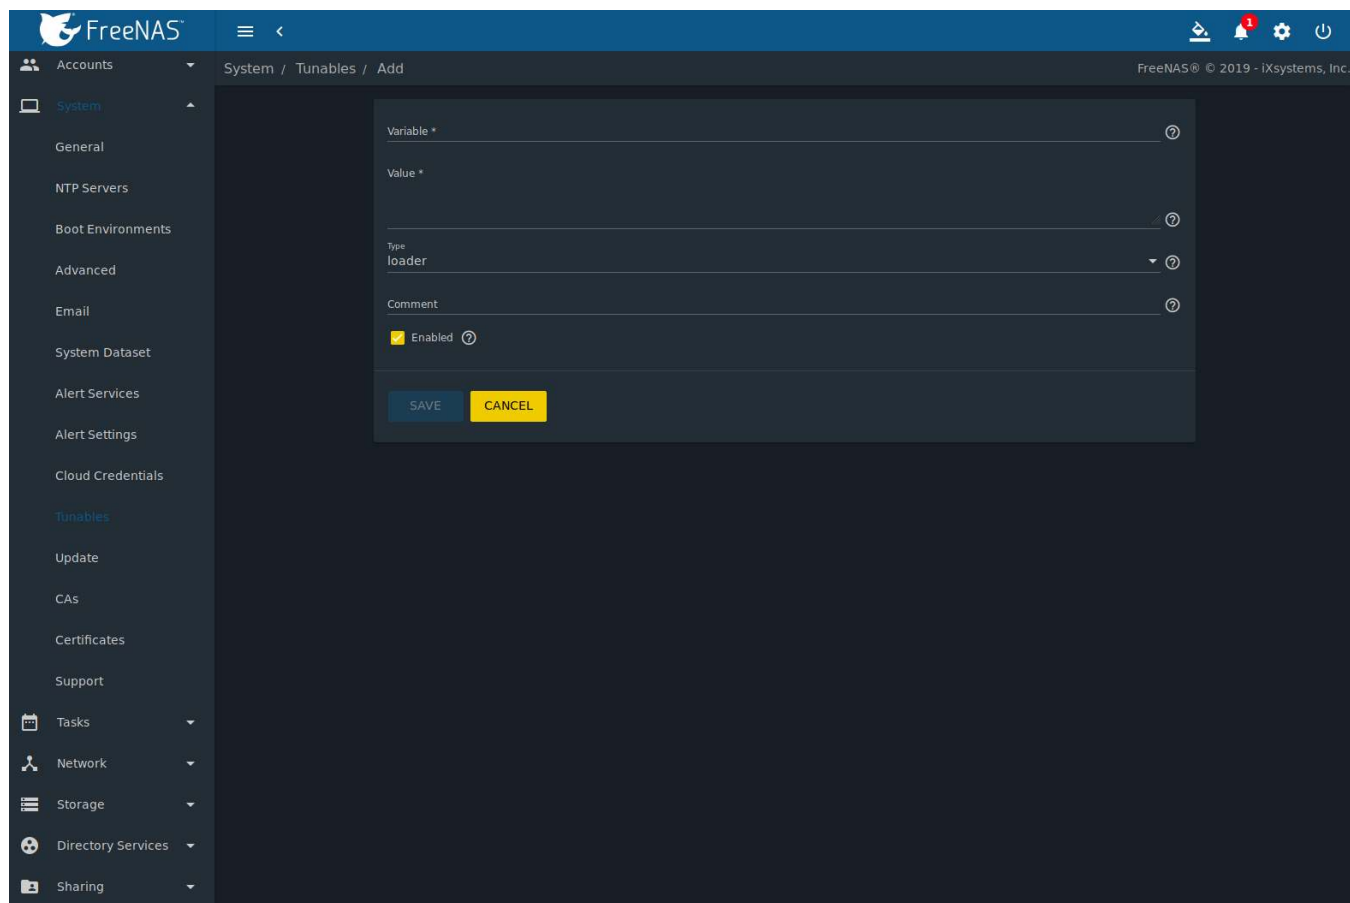 FreeNAS®
1
Accounts
System / Tunables / Add
FreeNAS® © 2019 - iXsystems, Inc.
System
General
NTP Servers
Boot Environments
Advanced
Email
System Dataset
Alert Services
Alert Settings
Cloud Credentials
Tunables
Update
CAs
Certificates
Support
Tasks
Network
Storage
Directory Services
Sharing
Variable *
Value *
Type
loader
Comment
Enabled
SAVE
CANCEL